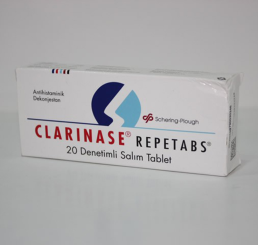 Antihistaminik
Dekonjestan
Schering-Plough
CLARINASE® REPETABS®
20 Denetimli Salım Tablet